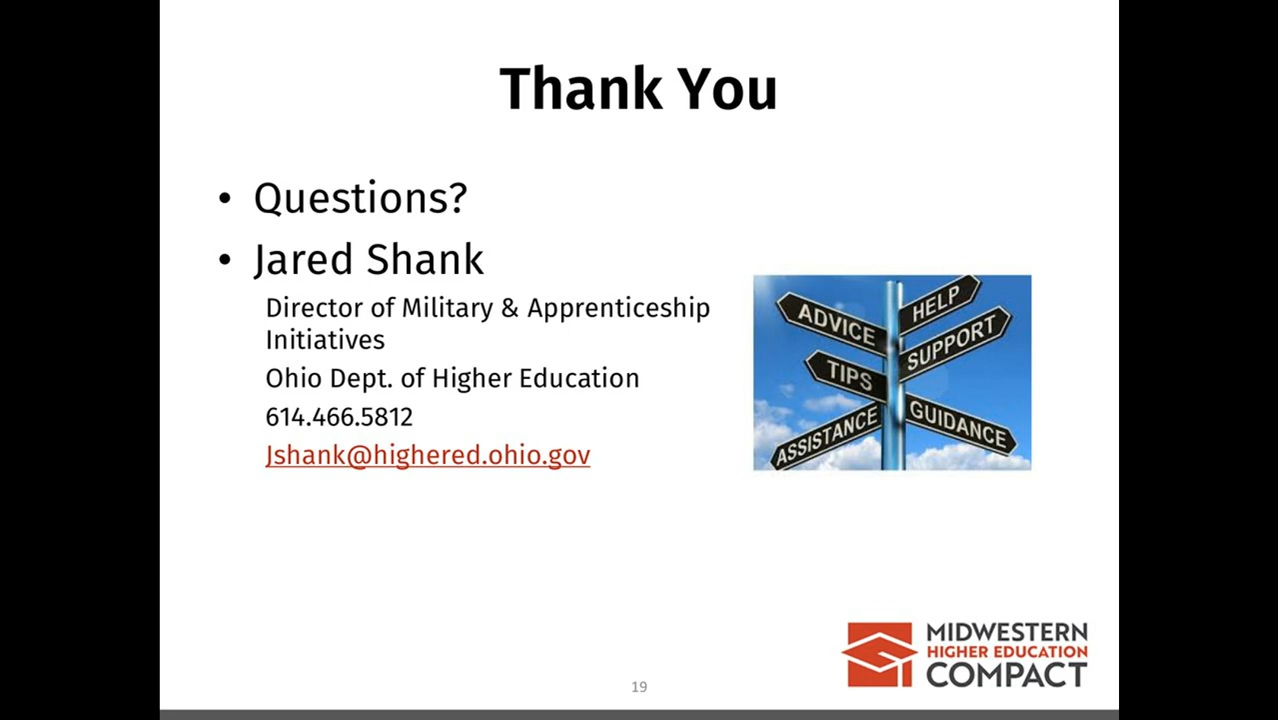 Thank You
• Questions?
• Jared Shank
Director of Military & Apprenticeship
Initiatives
Ohio Dept. of Higher Education
614.466.5812
Jshank@highered.ohio.gov
ADVICE
HELP
SUPPORT
TIPS
ASSISTANCE
GUIDANCE
MIDWESTERN
HIGHER EDUCATION
COMPACT
19